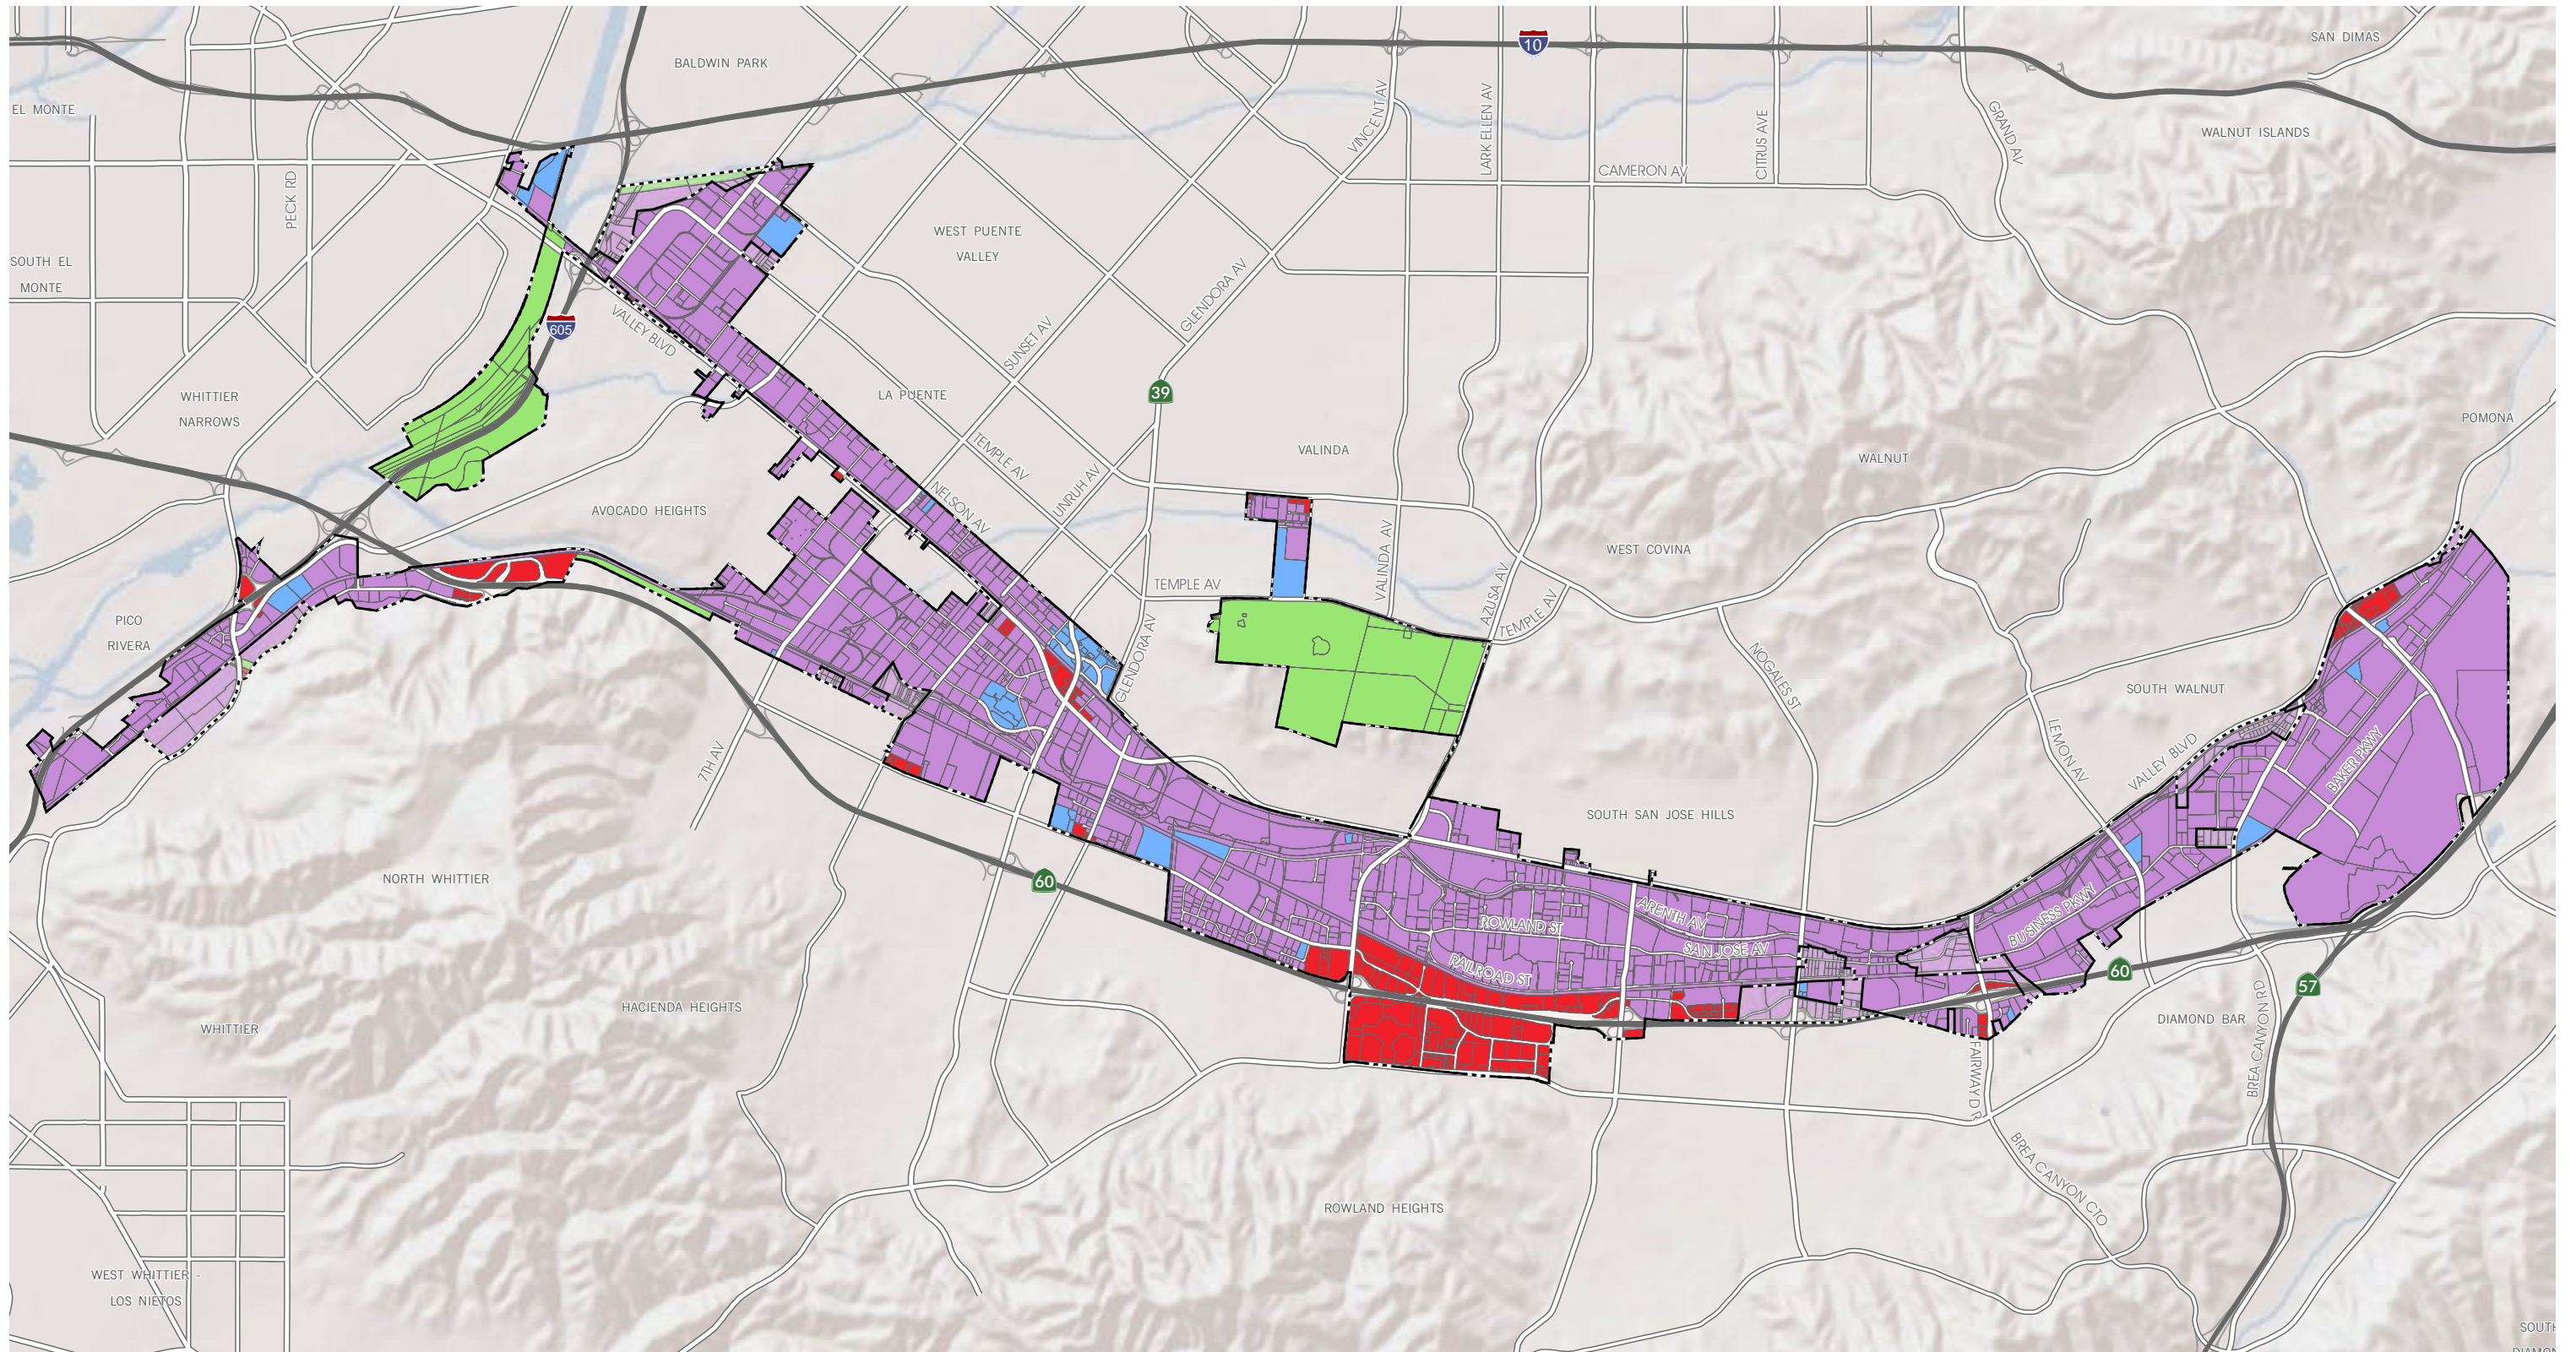 SAN DIMAS
10
BALDWIN PARK
EL MONTE
VINCENT AV
LARK ELLEN AV
CITRUS AVE
GRAND AV
WALNUT ISLANDS
CAMERON AV
PECK RD
WEST PUENTE
VALLEY
SOUTH EL
MONTE
GLENDORA AV
605
VALLEY BLVD
SUNSET AV
39
LA PUENTE
WHITTIER
NARROWS
POMONA
TEMPLE AV
VALINDA
WALNUT
UNRUH AV
NELSON AV
AVOCADO HEIGHTS
WEST COVINA
VALINDA AV
TEMPLE AV
AZUSA AV
TEMPLE AV
PICO
RIVERA
GLENDORA AV
NOGALES ST
SOUTH WALNUT
LEMON AV
VALLEY BLVD
BAKER PKWY
7TH AV
SOUTH SAN JOSE HILLS
NORTH WHITTIER
60
ARENTH AV
ROWLAND ST
SAN JOSE AV
BUSINESS PKWY
RAILROAD ST
60
57
HACIENDA HEIGHTS
WHITTIER
DIAMOND BAR
BREA CANYON RD
FAIRWAY DR
BREA CANYON CTO
ROWLAND HEIGHTS
WEST WHITTIER -
LOS NIETOS
SOUTH
DIAMON